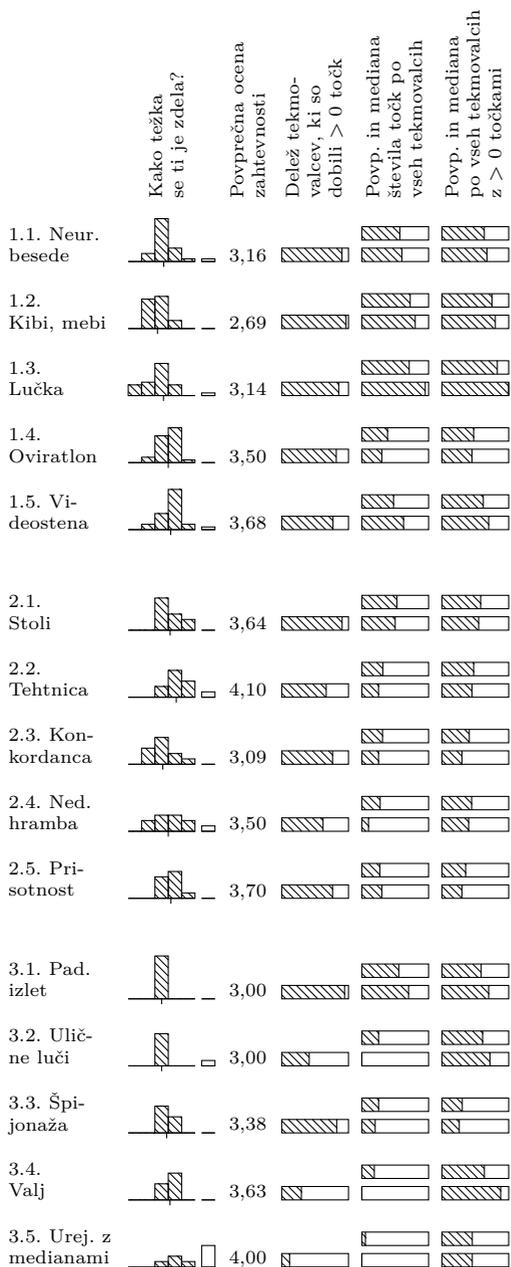 Kako težka
se ti je zdela?
Povprečna ocena
zahtevnosti
Delež tekmo-
valcev, ki so
dobili > 0 točk
Povp. in mediana
števila točk po
vseh tekmovalcih
Povp. in mediana
po vseh tekmovalcih
z > 0 točkami
1.1. Neur.
besede 3,16
1.2.
Kibi, mebi 2,69
1.3.
Lučka 3,14
1.4.
Oviratlon 3,50
1.5. Vi-
deostena 3,68
2.1.
Stoli 3,64
2.2.
Tehtnica 4,10
2.3. Kon-
kordanca 3,09
2.4. Ned.
hramba 3,50
2.5. Pri-
sotnost 3,70
3.1. Pad.
izlet 3,00
3.2. Ulič-
ne luči 3,00
3.3. Špi-
jonaža 3,38
3.4.
Valj 3,63
3.5. Urej. z
medianami 4,00